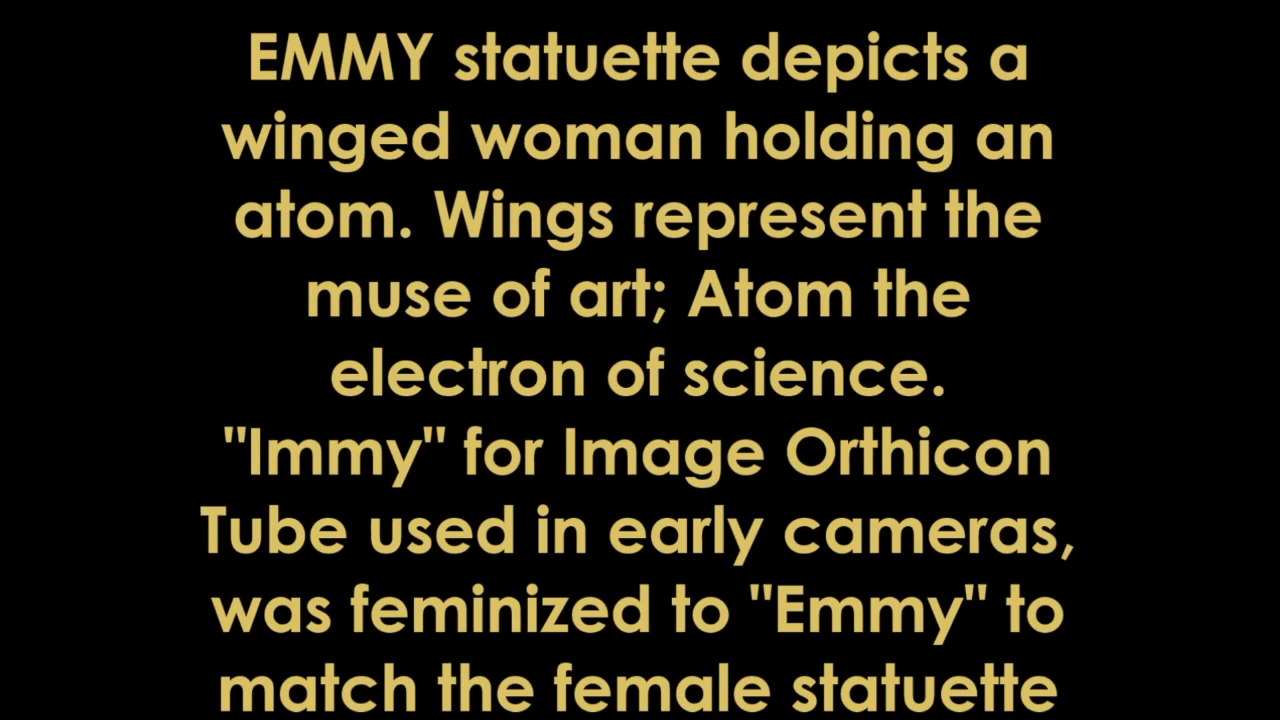 EMMY statuette depicts a
winged woman holding an
atom. Wings represent the
muse of art; Atom the
electron of science.
"Immy" for Image Orthicon
Tube used in early cameras,
was feminized to "Emmy" to
match the female statuette